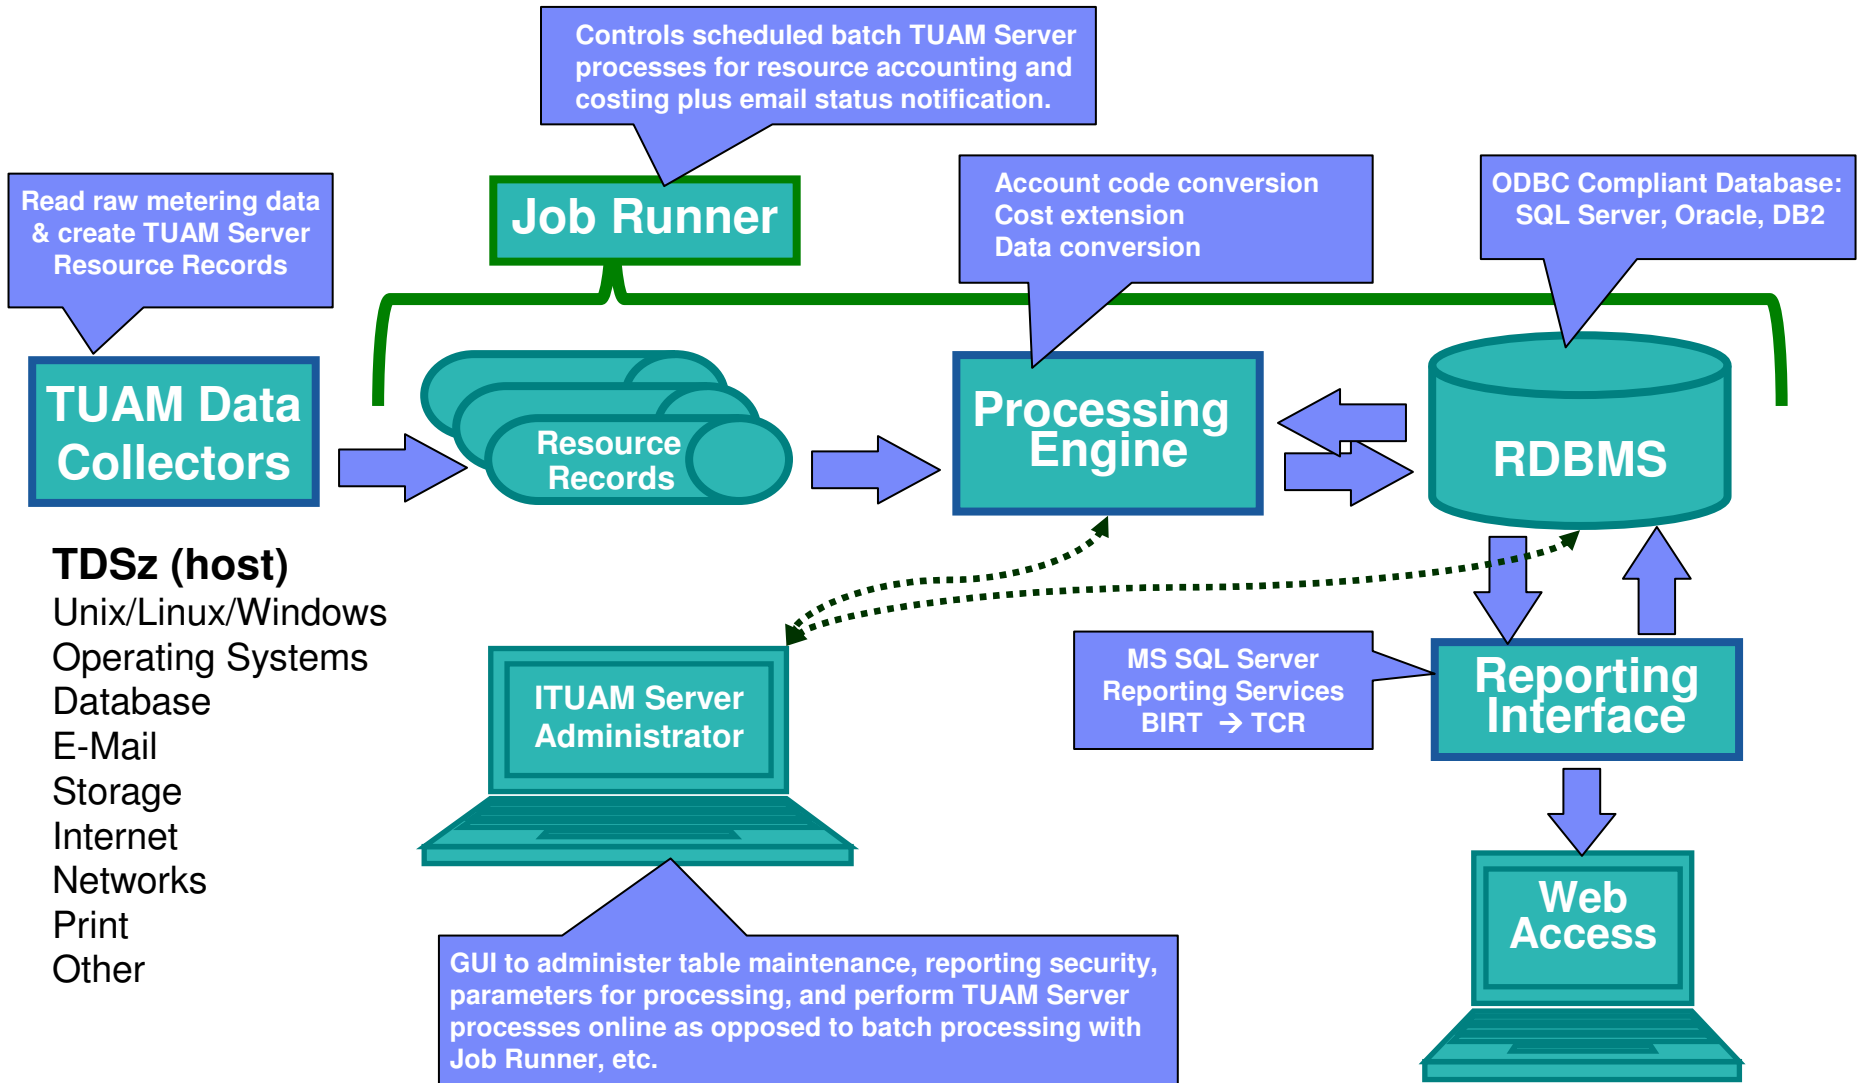 Controls scheduled batch TUAM Server
processes for resource accounting and
costing plus email status notification.
Read raw metering data
& create TUAM Server
Resource Records
Job Runner
Account code conversion
Cost extension
Data conversion
ODBC Compliant Database:
SQL Server, Oracle, DB2
TUAM Data
Collectors
Resource
Records
Processing
Engine
RDBMS
TDSz (host)
Unix/Linux/Windows
Operating Systems
Database
E-Mail
Storage
Internet
Networks
Print
Other
ITUAM Server
Administrator
MS SQL Server
Reporting Services
BIRT → TCR
Reporting
Interface
Web
Access
GUI to administer table maintenance, reporting security,
parameters for processing, and perform TUAM Server
processes online as opposed to batch processing with
Job Runner, etc.